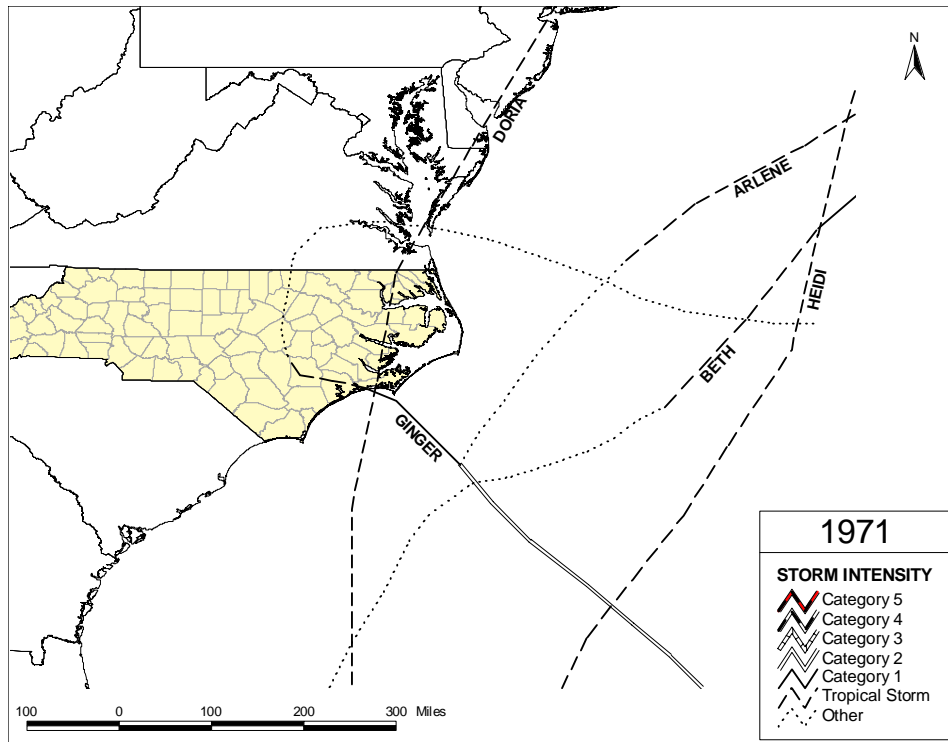 N
DORIA
ARLENE
HEIDI
BETH
GINGER
1971
STORM INTENSITY
Category 5
Category 4
Category 3
Category 2
Category 1
Tropical Storm
Other
100 0 100 200 300 Miles